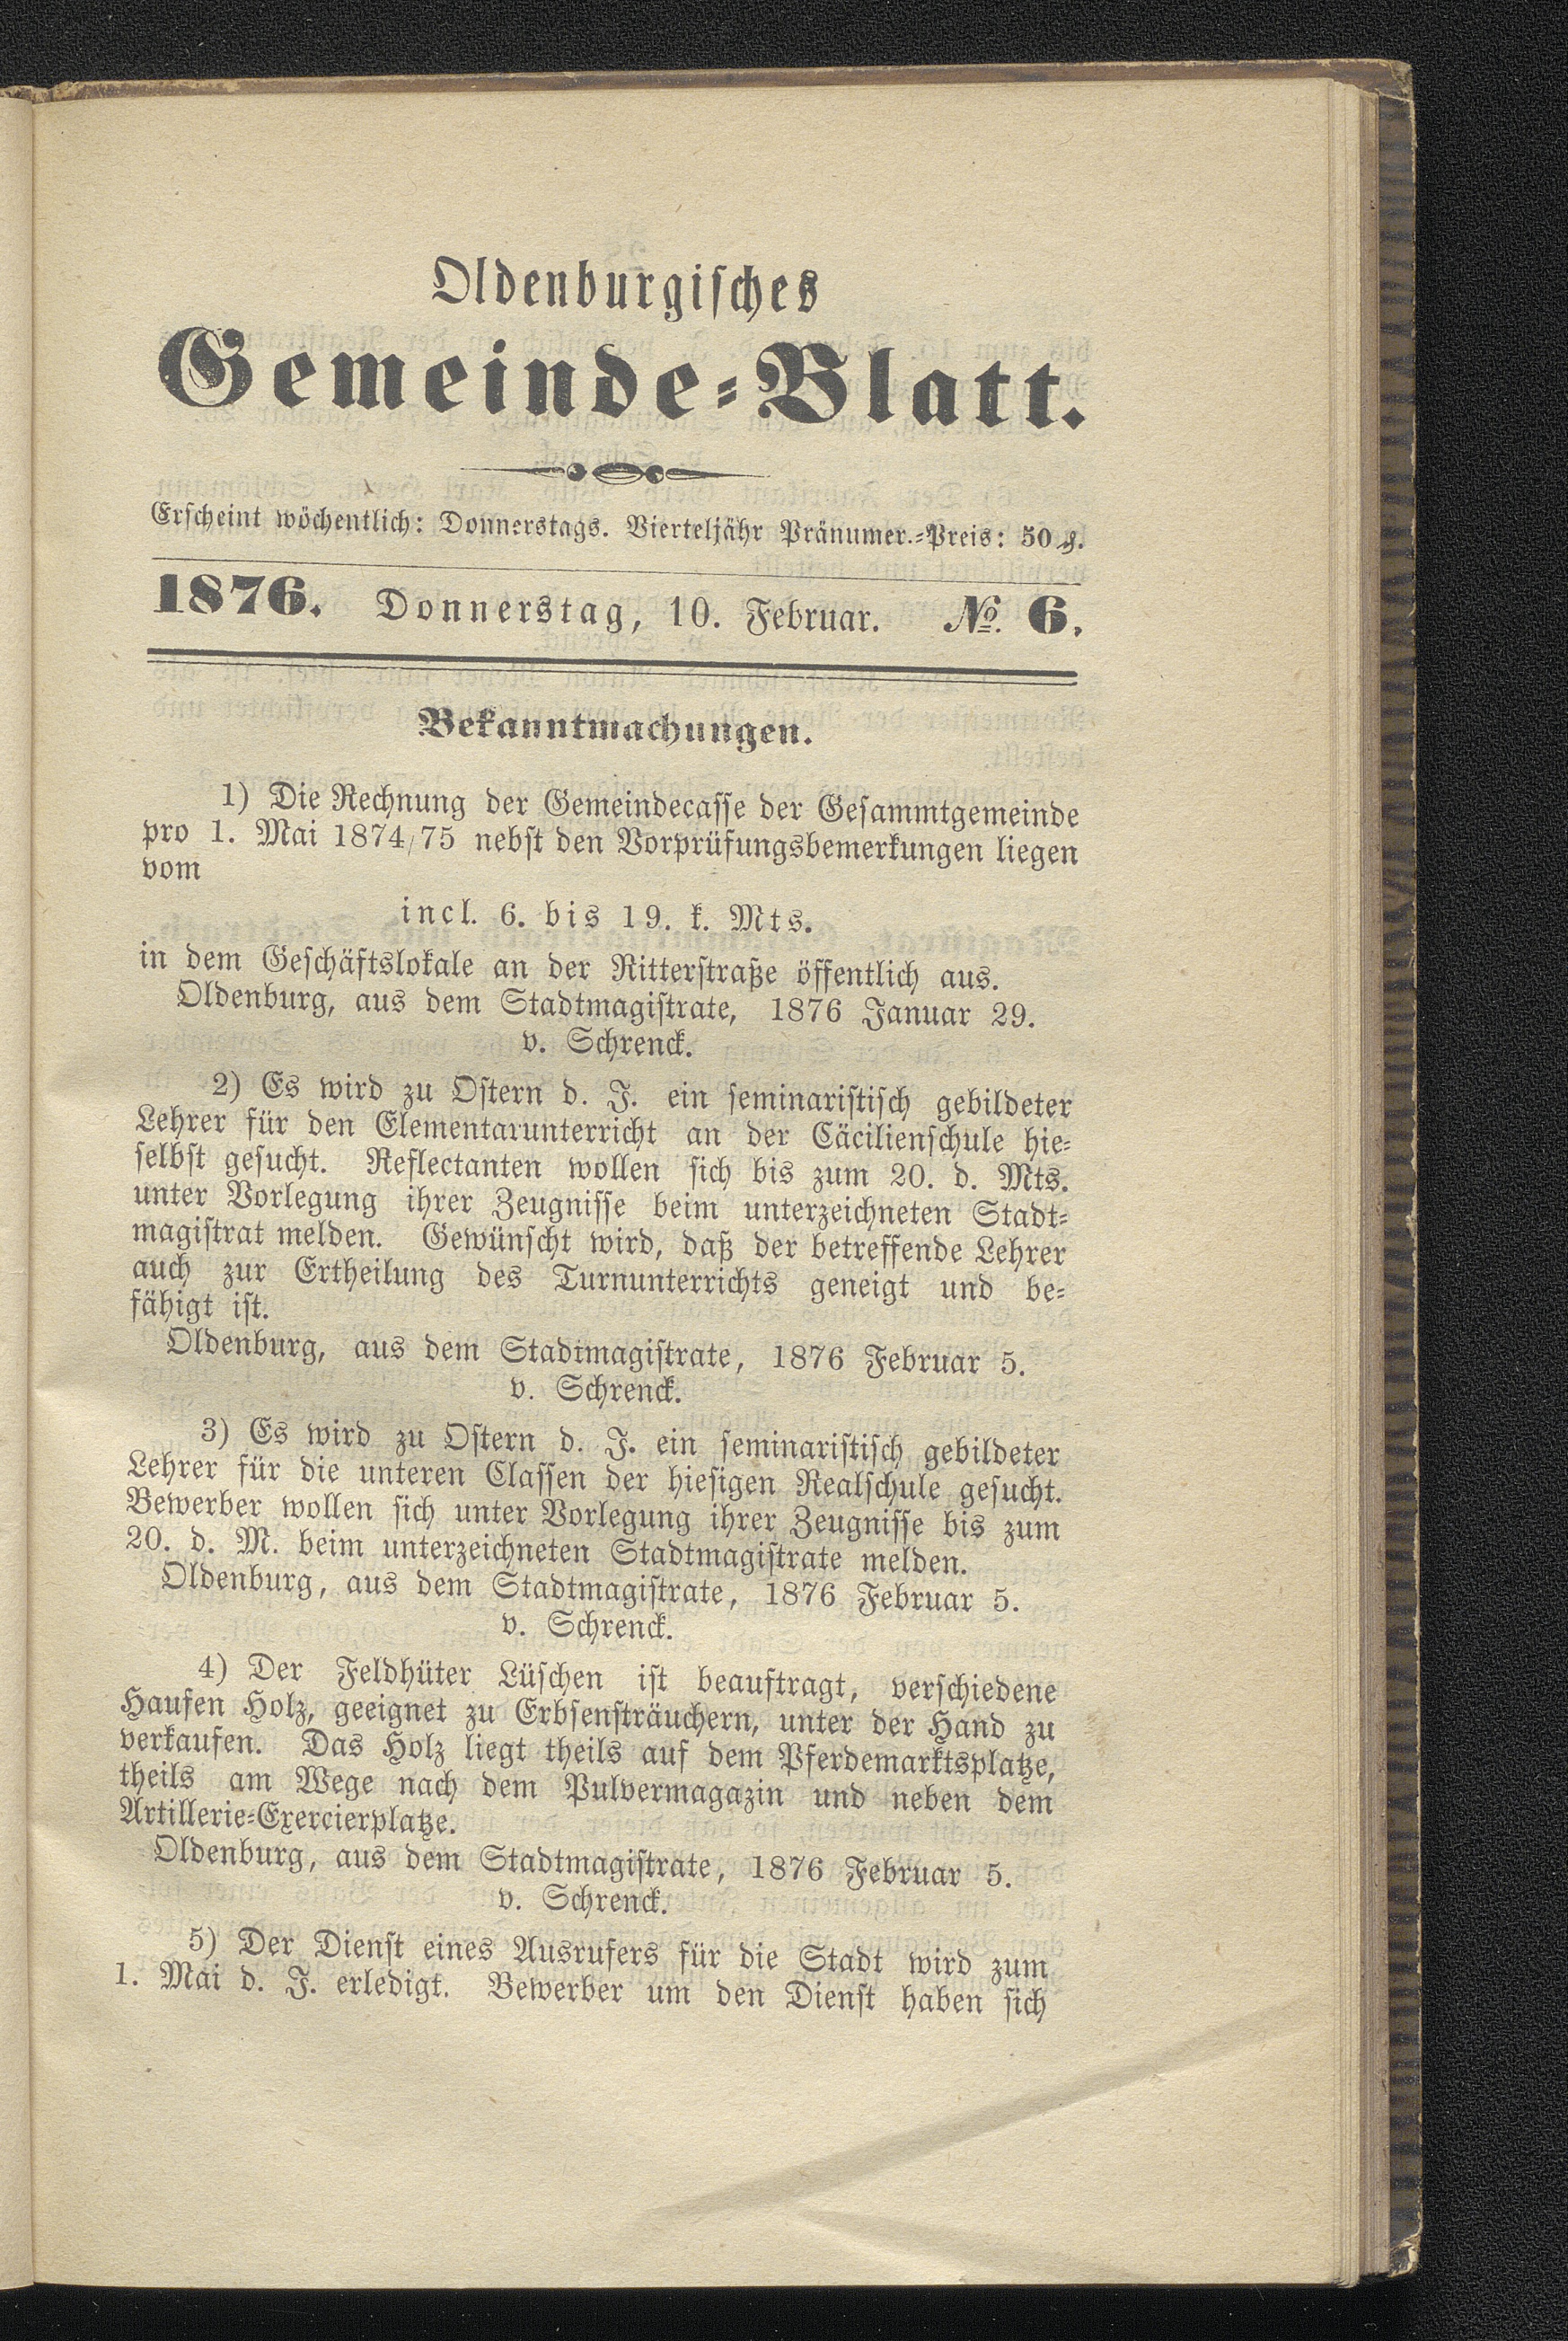 Oldenburgisches
Gemeinde-Blatt.
Erscheint wöchentlich: Donnerstags. Vierteljähr Pränumer.-Preis: 50 ₰.
1876. Donnerstag, 10. Februar. № 6.
Bekanntmachungen.
1) Die Rechnung der Gemeindecasse der Gesammtgemeinde
pro 1. Mai 1874/75 nebst den Vorprüfungsbemerkungen liegen
vom
incl. 6. bis 19. k. Mts.
in dem Geschäftslokale an der Ritterstraße öffentlich aus.
Oldenburg, aus dem Stadtmagistrate, 1876 Januar 29.
v. Schrenck.
2) Es wird zu Ostern d. J. ein seminaristisch gebildeter
Lehrer für den Elementarunterricht an der Cäcilienschule hie-
selbst gesucht. Reflectanten wollen sich bis zum 20. d. Mts.
unter Vorlegung ihrer Zeugnisse beim unterzeichneten Stadt-
magistrat melden. Gewünscht wird, daß der betreffende Lehrer
auch zur Ertheilung des Turnunterrichts geneigt und be-
fähigt ist.
Oldenburg, aus dem Stadtmagistrate, 1876 Februar 5.
v. Schrenck.
3) Es wird zu Ostern d. J. ein seminaristisch gebildeter
Lehrer für die unteren Classen der hiesigen Realschule gesucht.
Bewerber wollen sich unter Vorlegung ihrer Zeugnisse bis zum
20. d. M. beim unterzeichneten Stadtmagistrate melden.
Oldenburg, aus dem Stadtmagistrate, 1876 Februar 5.
v. Schrenck.
4) Der Feldhüter Lüschen ist beauftragt, verschiedene
Haufen Holz, geeignet zu Erbsensträuchern, unter der Hand zu
verkaufen. Das Holz liegt theils auf dem Pferdemarktsplatze,
theils am Wege nach dem Pulvermagazin und neben dem
Artillerie-Exercierplatze.
Oldenburg, aus dem Stadtmagistrate, 1876 Februar 5.
v. Schrenck.
5) Der Dienst eines Ausrufers für die Stadt wird zum
1. Mai d. J. erledigt. Bewerber um den Dienst haben sich